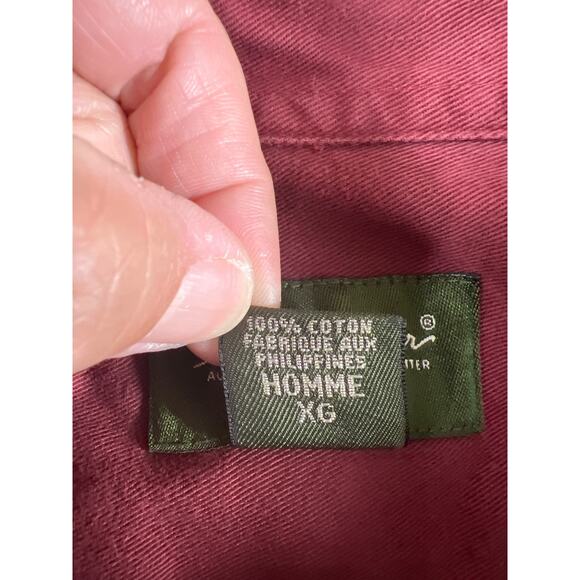 100% COTON
FABRIQUE AUX
PHILIPPINES
HOMME
XG